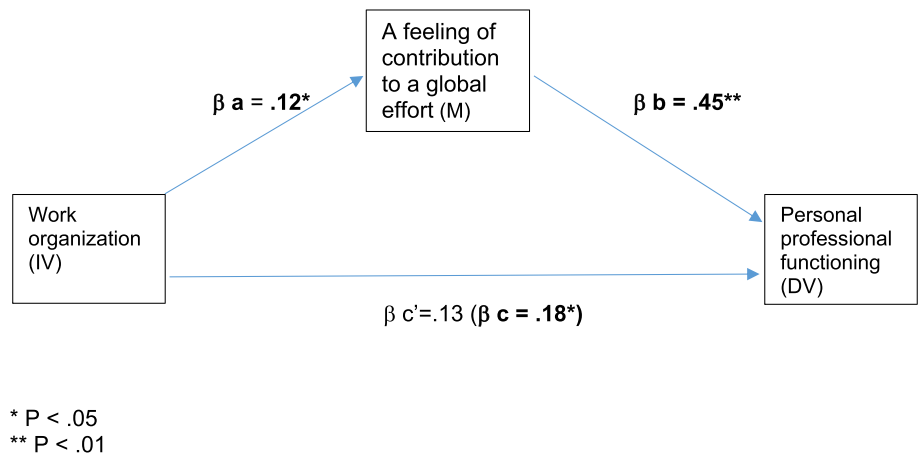 A feeling of
contribution
to a global
effort (M)
β a = .12*
β b = .45**
Work
organization
(IV)
Personal
professional
functioning
(DV)
β c’=.13 (β c = .18*)
* P < .05
** P < .01